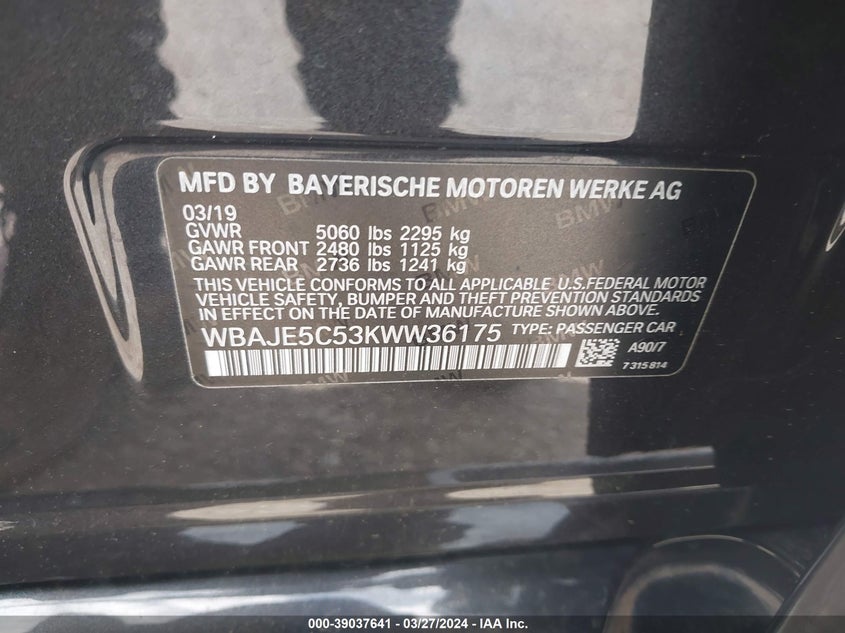 MFD BY BAYERISCHE MOTOREN WERKE AG
03/19
GVWR 5060 lbs 2295 kg
GAWR FRONT 2480 lbs 1125 kg
GAWR REAR 2736 lbs 1241 kg
THIS VEHICLE CONFORMS TO ALL APPLICABLE U.S.FEDERAL MOTOR
VEHICLE SAFETY, BUMPER AND THEFT PREVENTION STANDARDS
IN EFFECT ON THE DATE OF MANUFACTURE SHOWN ABOVE.
WBAJE5C53KWW36175 TYPE: PASSENGER CAR
A90/7
7315814
000-39037641 - 03/27/2024 - IAA, Inc.